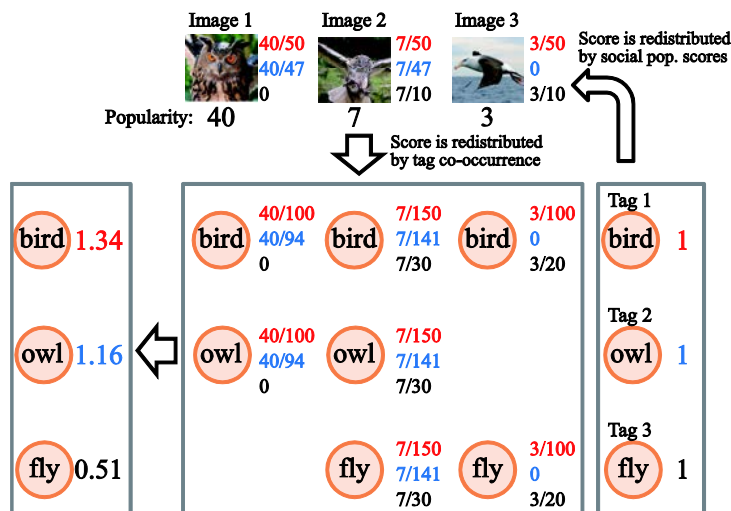 Image 1 Image 2 Image 3
40/50 7/50 3/50
40/47 7/47 0
0 7/10 3/10
Popularity: 40 7 3
Score is redistributed
by social pop. scores
Score is redistributed
by tag co-occurrence
bird 1.34
owl 1.16
fly 0.51
40/100 7/150 3/100
bird 40/94 bird 7/141 bird 0
0 7/30 3/20
40/100 7/150
owl 40/94 owl 7/141
0 7/30
7/150 3/100
fly 7/141 fly 0
7/30 3/20
Tag 1
bird 1
Tag 2
owl 1
Tag 3
fly 1